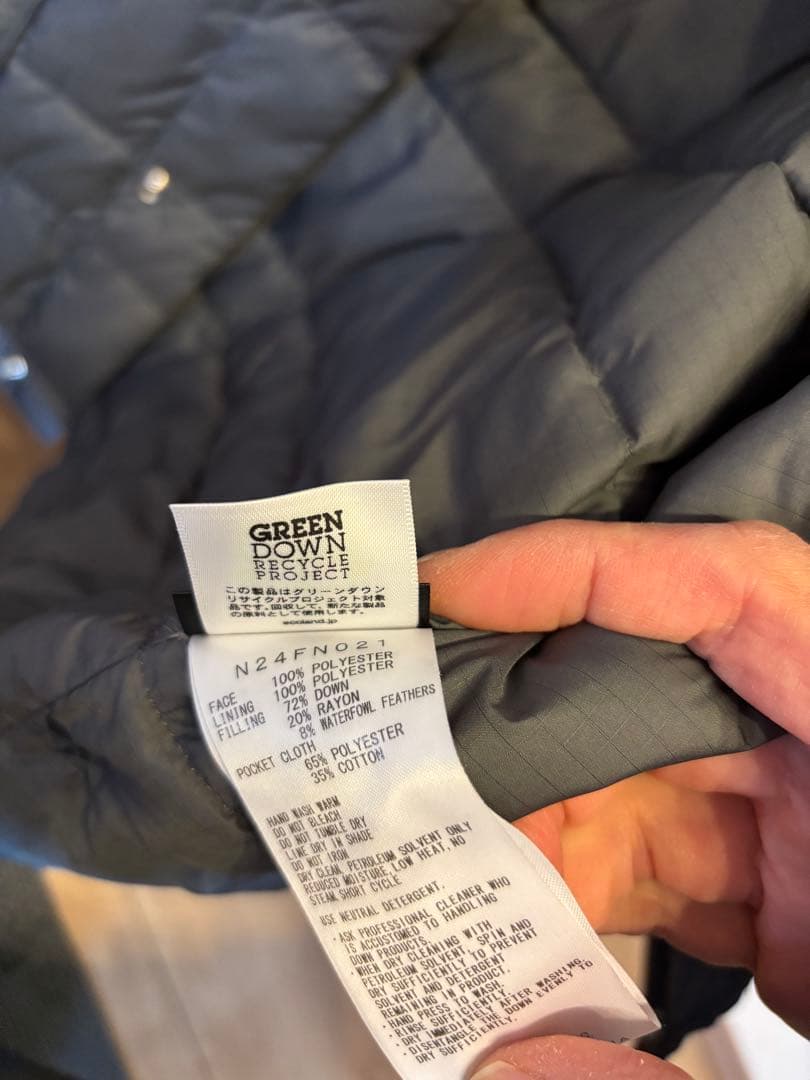 GREEN
DOWN
RECYCLE
PROJECT
この製品はグリーンダウン
リサイクルプロジェクト対象
品です。回収して、新たな製品
の原料として使用します。
ecoland.jp
N24FN021
FACE 100% POLYESTER
LINING 100% POLYESTER
FILLING 72% DOWN
20% RAYON
8% WATERFOWL FEATHERS
POCKET CLOTH
65% POLYESTER
35% COTTON
HAND WASH WARM
DO NOT BLEACH
DO NOT TUMBLE DRY
LINE DRY IN SHADE
DO NOT IRON
DRY CLEAN, PETROLEUM SOLVENT ONLY
REDUCED MOISTURE, LOW HEAT, NO
STEAM SHORT CYCLE
USE NEUTRAL DETERGENT.
・ASK PROFESSIONAL CLEANER WHO
IS ACCUSTOMED TO HANDLING
DOWN PRODUCTS.
・WHEN DRY CLEANING WITH
PETROLEUM SOLVENT, SPIN AND
DRY SUFFICIENTLY TO PREVENT
SOLVENT AND DETERGENT
REMAINING IN PRODUCT.
・HAND PRESS TO WASH.
・RINSE SUFFICIENTLY.
・DRY IMMEDIATELY AFTER WASHING
・DISENTANGLE THE DOWN EVENLY TO
DRY SUFFICIENTLY.